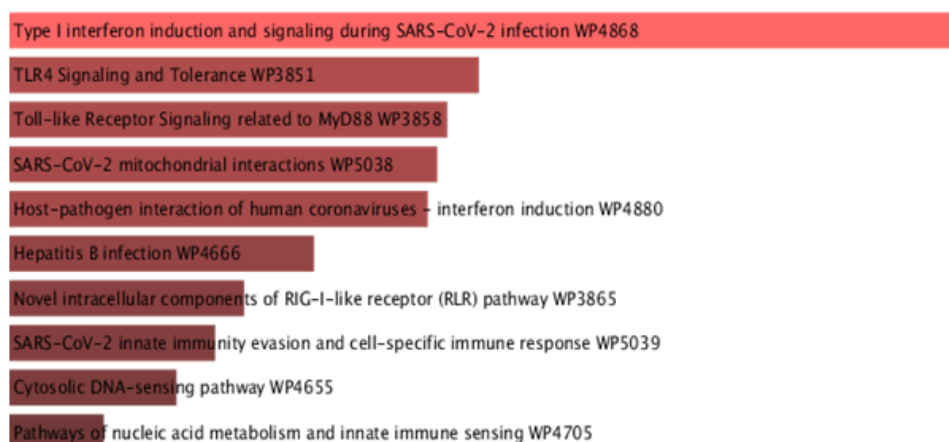 Type I interferon induction and signaling during SARS-CoV-2 infection WP4868
TLR4 Signaling and Tolerance WP3851
Toll-like Receptor Signaling related to MyD88 WP3858
SARS-CoV-2 mitochondrial interactions WP5038
Host-pathogen interaction of human coronaviruses - interferon induction WP4880
Hepatitis B infection WP4666
Novel intracellular components of RIG-I-like receptor (RLR) pathway WP3865
SARS-CoV-2 innate immunity evasion and cell-specific immune response WP5039
Cytosolic DNA-sensing pathway WP4655
Pathways of nucleic acid metabolism and innate immune sensing WP4705